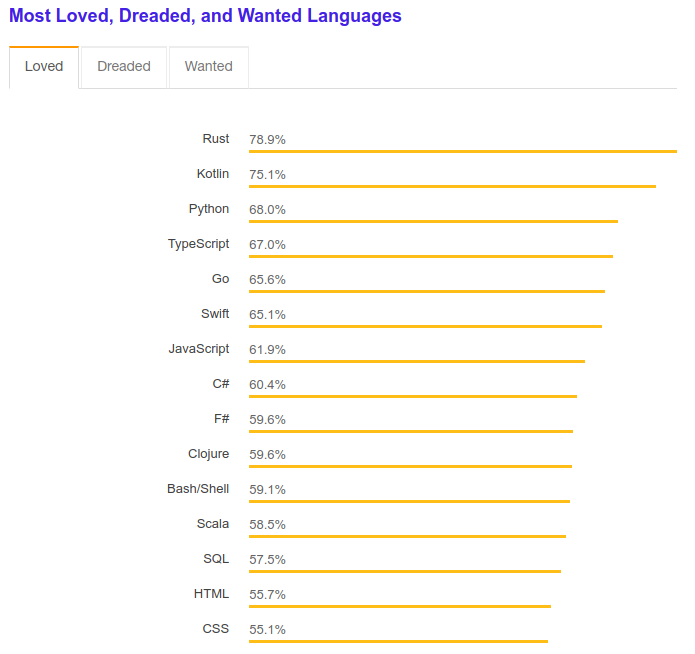 Most Loved, Dreaded, and Wanted Languages
Loved Dreaded Wanted
Rust 78.9%
Kotlin 75.1%
Python 68.0%
TypeScript 67.0%
Go 65.6%
Swift 65.1%
JavaScript 61.9%
C# 60.4%
F# 59.6%
Clojure 59.6%
Bash/Shell 59.1%
Scala 58.5%
SQL 57.5%
HTML 55.7%
CSS 55.1%